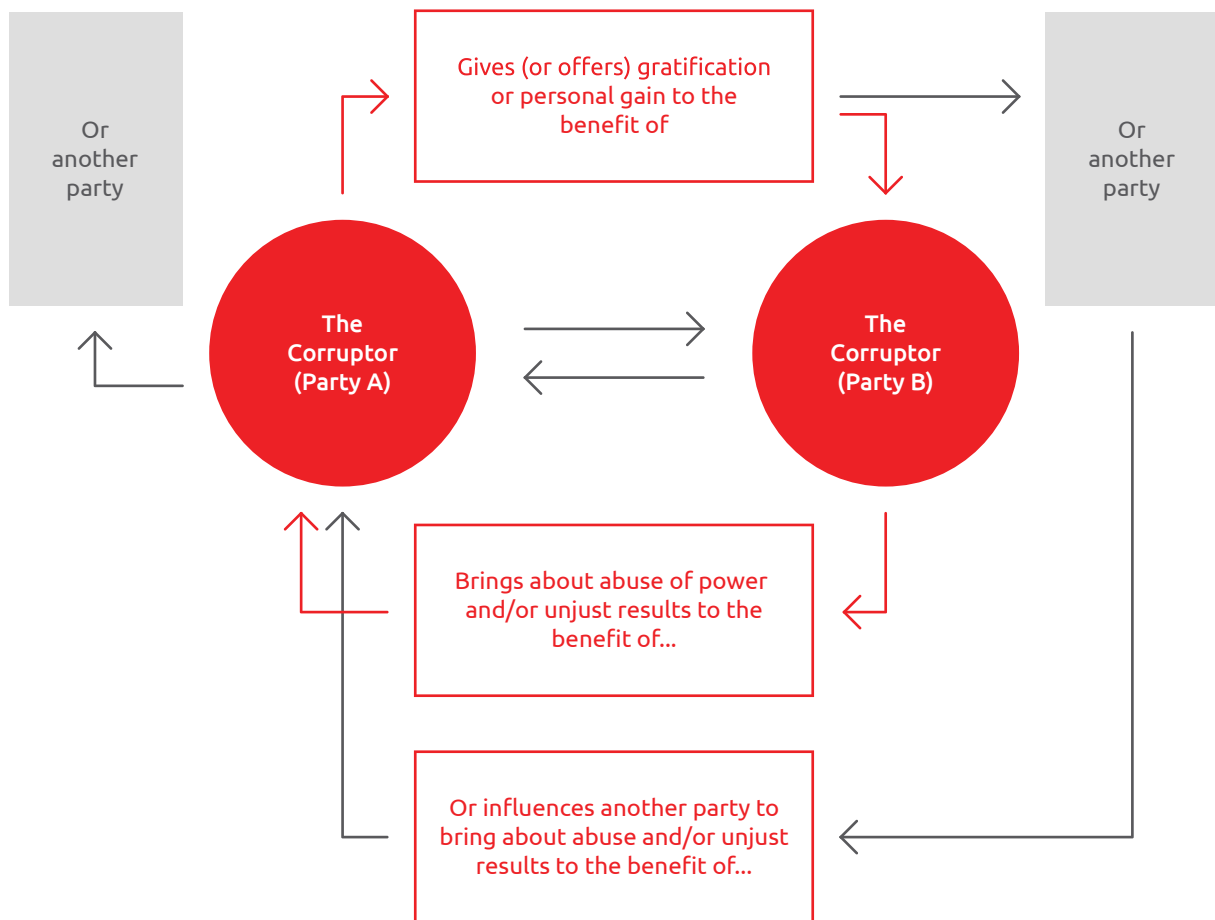 Gives (or offers) gratification
or personal gain to the
benefit of
Or
another
party
Or
another
party
The
Corruptor
(Party A)
The
Corruptor
(Party B)
Brings about abuse of power
and/or unjust results to the
benefit of...
Or influences another party to
bring about abuse and/or unjust
results to the benefit of...